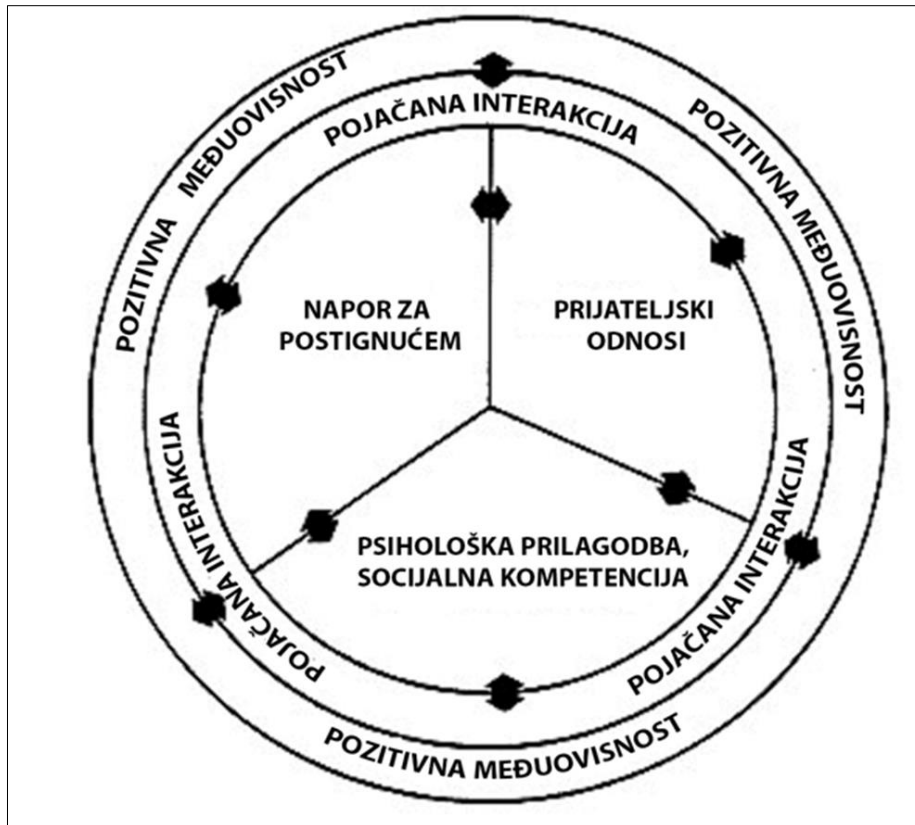 POZITIVNA MEĐUOVISNOST
POZITIVNA MEĐUOVISNOST
POJAČANA INTERAKCIJA
NAPOR ZA
POSTIGNUĆEM
PRIJATELJSKI
ODNOSI
POJAČANA INTERAKCIJA
POJAČANA INTERAKCIJA
PSIHOLOŠKA PRILAGODBA,
SOCIJALNA KOMPETENCIJA
POZITIVNA MEĐUOVISNOST